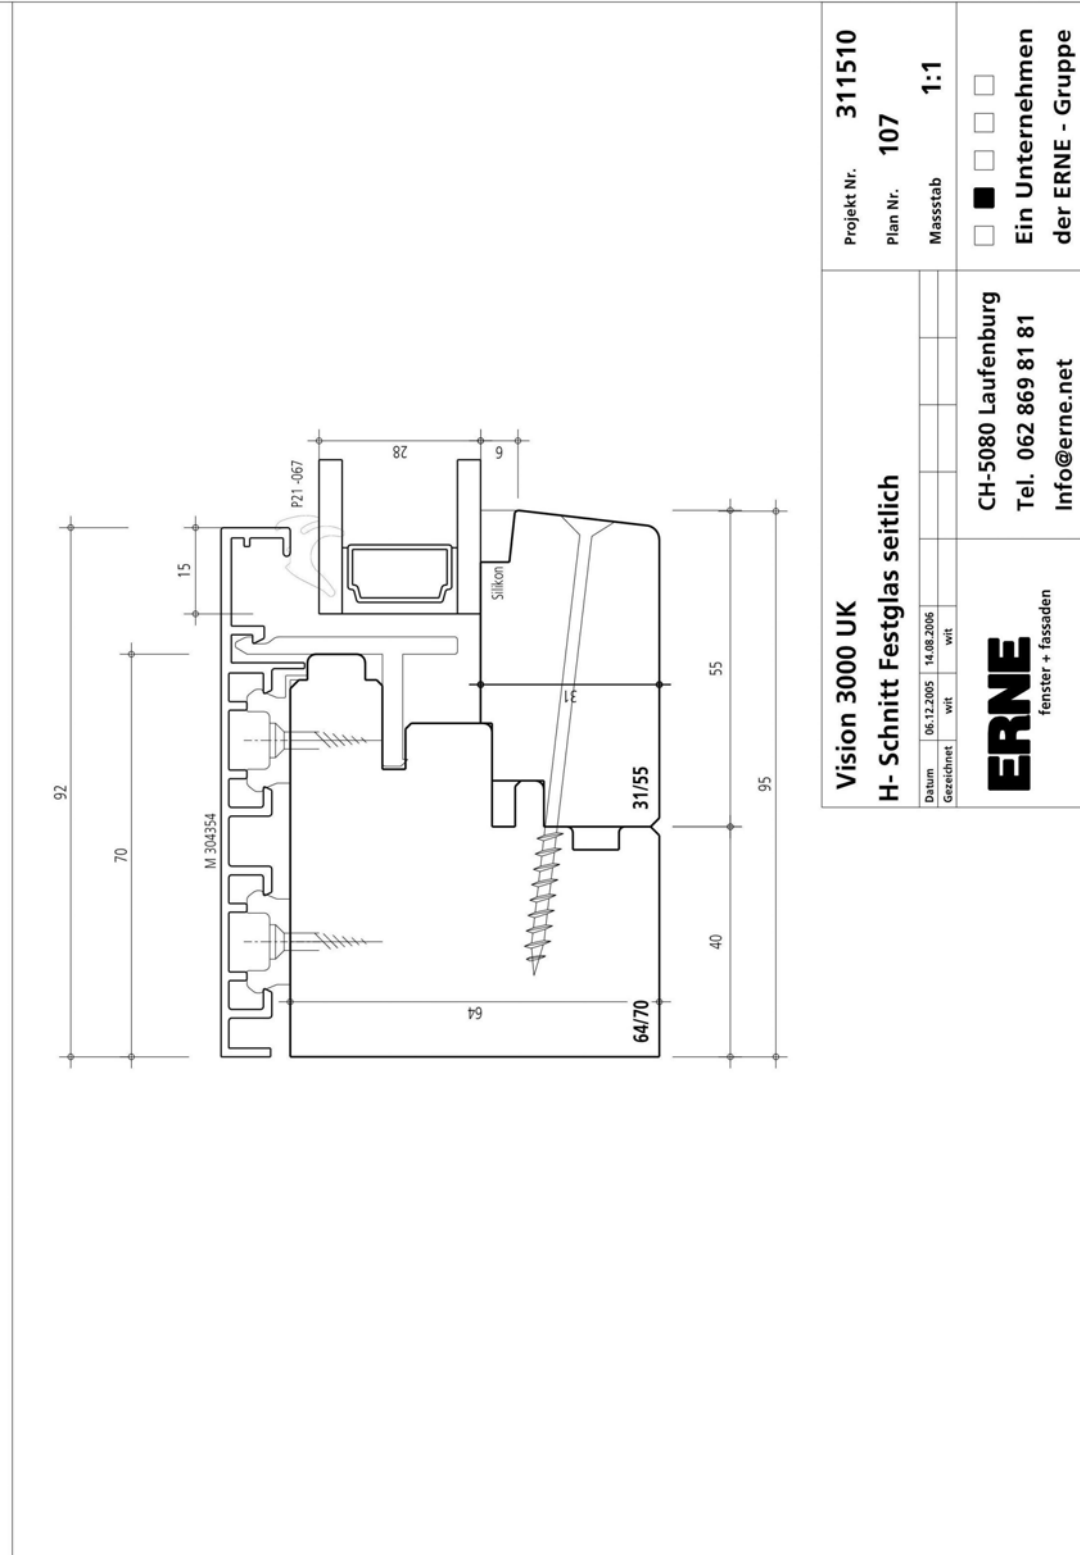 92
70
15
M 304354
P21 -067
28
6
Silikon
31
64
31/55
64/70
55
40
95
Vision 3000 UK
H- Schnitt Festglas seitlich
Datum 06.12.2005 14.08.2006
Gezeichnet wit wit
Projekt Nr. 311510
Plan Nr. 107
Massstab 1:1
ERNE
fenster + fassaden
CH-5080 Laufenburg
Tel. 062 869 81 81
Info@erne.net
Ein Unternehmen
der ERNE - Gruppe